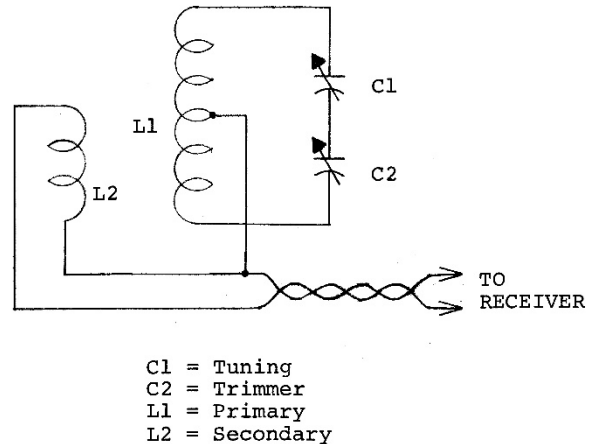 C1
L1
C2
L2
TO
RECEIVER
C1 = Tuning
C2 = Trimmer
L1 = Primary
L2 = Secondary